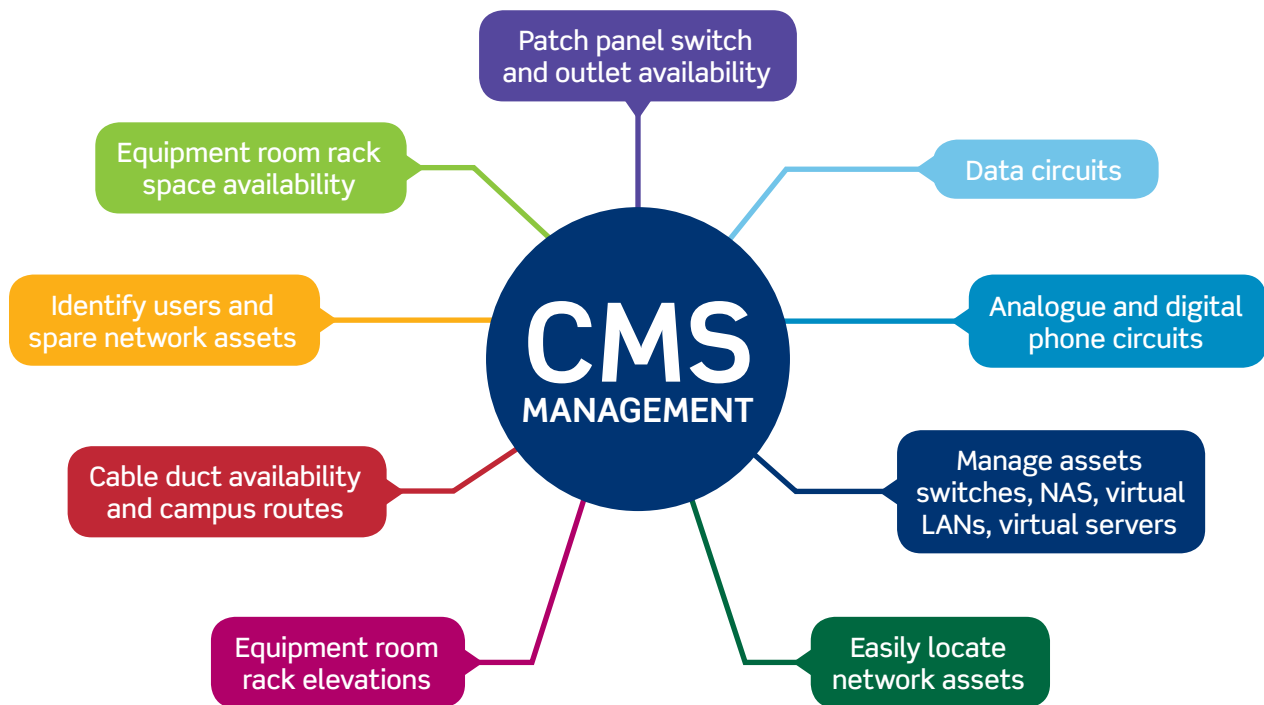 Patch panel switch
and outlet availability
Equipment room rack
space availability
Data circuits
Identify users and
spare network assets
Analogue and digital
phone circuits
CMS
MANAGEMENT
Cable duct availability
and campus routes
Manage assets
switches, NAS, virtual
LANs, virtual servers
Equipment room
rack elevations
Easily locate
network assets